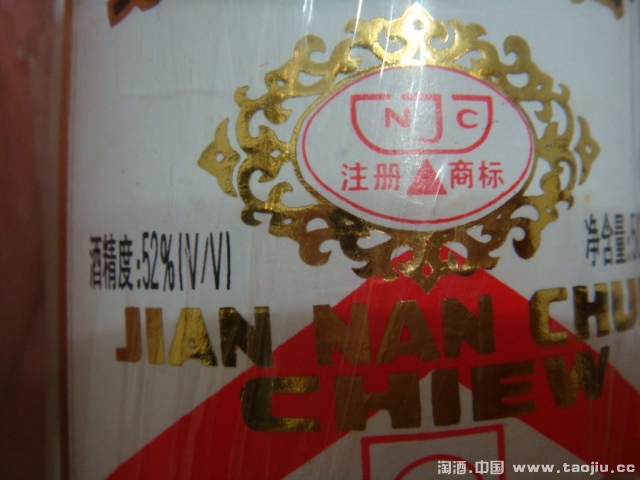 NJC
注册 商标
酒精度:52%(V/V)
净含量:
JIAN NAN CHU
CHIEW
淘酒.中国 www.taojiu.cc